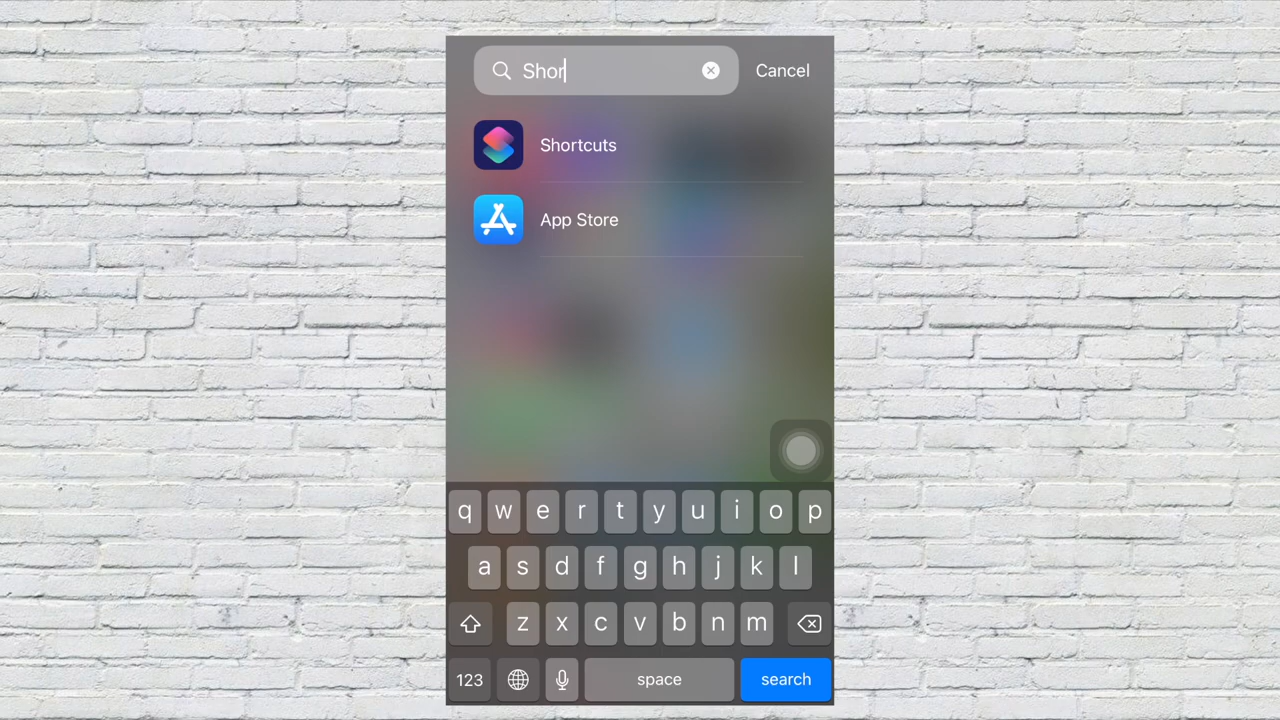 Shor
Cancel
Shortcuts
App Store
q w e r t y u i o p
a s d f g h j k l
z x c v b n m
123 space search